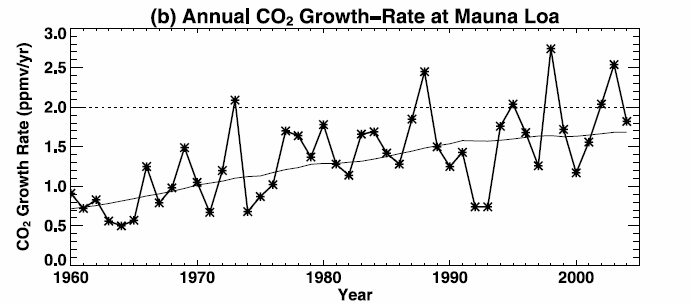 (b) Annual CO₂ Growth–Rate at Mauna Loa
CO₂ Growth Rate (ppmv/yr)
3.0
2.5
2.0
1.5
1.0
0.5
0.0
1960 1970 1980 1990 2000
Year